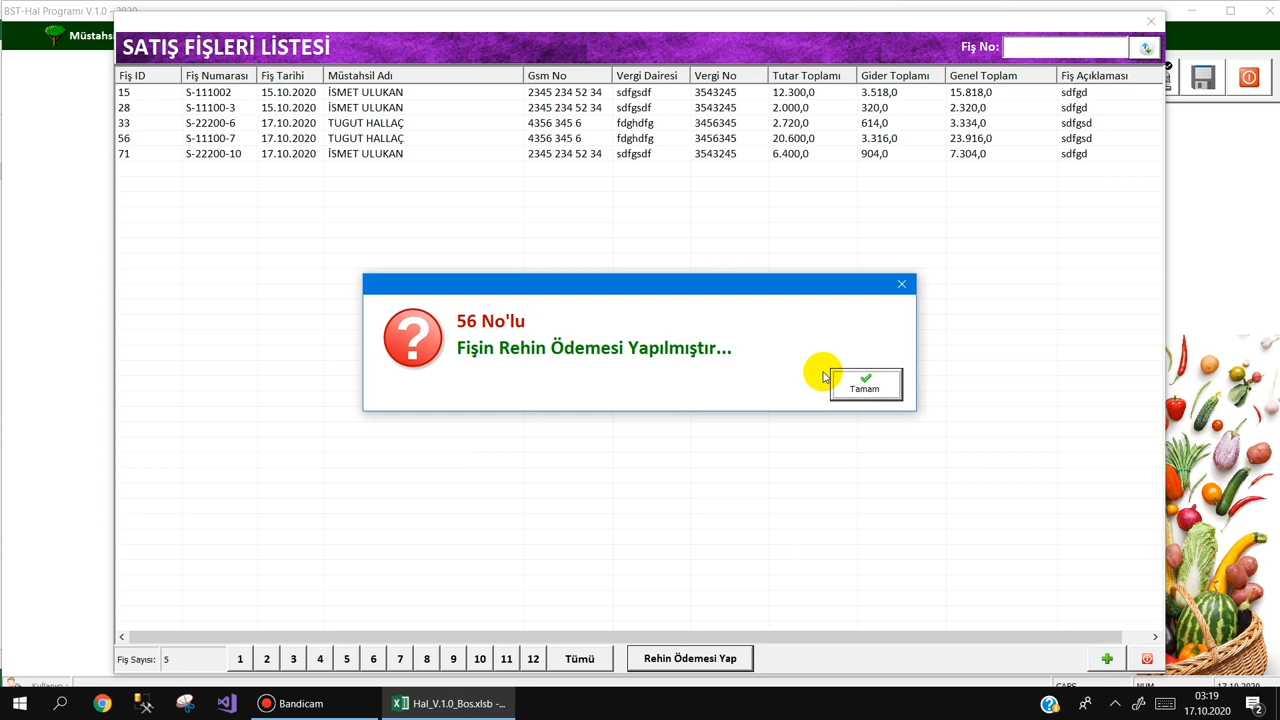 BST-Hal Programı V.1.0 - 2020
Müstahs
SATIŞ FİŞLERİ LİSTESİ
Fiş No:
Fiş ID Fiş Numarası Fiş Tarihi Müstahsil Adı Gsm No Vergi Dairesi Vergi No Tutar Toplamı Gider Toplamı Genel Toplam Fiş Açıklaması
15 S-111002 15.10.2020 İSMET ULUKAN 2345 234 52 34 sdfgsdf 3543245 12.300,0 3.518,0 15.818,0 sdfgd
28 S-11100-3 15.10.2020 İSMET ULUKAN 2345 234 52 34 sdfgsdf 3543245 2.000,0 320,0 2.320,0 sdfgd
33 S-22200-6 17.10.2020 TUGUT HALLAÇ 4356 345 6 fdghdfg 3456345 2.720,0 614,0 3.334,0 sdfgsd
56 S-11100-7 17.10.2020 TUGUT HALLAÇ 4356 345 6 fdghdfg 3456345 20.600,0 3.316,0 23.916,0 sdfgsd
71 S-22200-10 17.10.2020 İSMET ULUKAN 2345 234 52 34 sdfgsdf 3543245 6.400,0 904,0 7.304,0 sdfgd
56 No'lu
Fişin Rehin Ödemesi Yapılmıştır...
Tamam
Fiş Sayısı: 5 1 2 3 4 5 6 7 8 9 10 11 12 Tümü Rehin Ödemesi Yap
Kullanıcı CAPS NUM 17.10.2020
Bandicam Hal_V.1.0_Bos.xlsb -... 03:19
17.10.2020
2